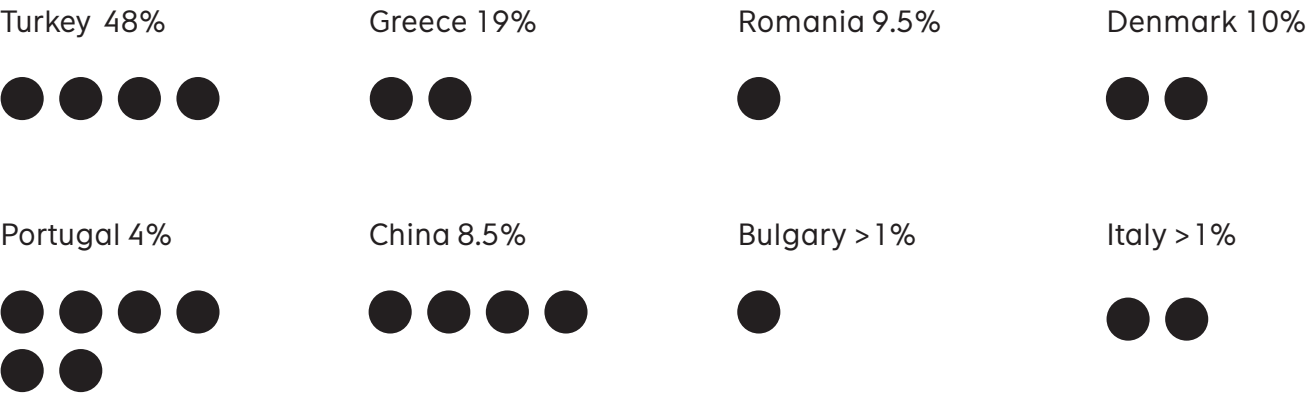 Turkey 48%
Greece 19%
Romania 9.5%
Denmark 10%
Portugal 4%
China 8.5%
Bulgary >1%
Italy >1%